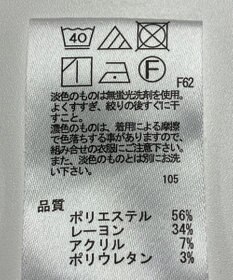 40
F
F62
淡色のものは無蛍光洗剤を使用。
よくすすぎ、絞りの後すぐに干
すこと。
濃色のものは、着用による摩擦
で色落ちする事がありますので、
組み合せの衣服にご注意下さい。
また、淡色のものとは別にお洗
い下さい。
105
品質
ポリエステル 56%
レーヨン 34%
アクリル 7%
ポリウレタン 3%